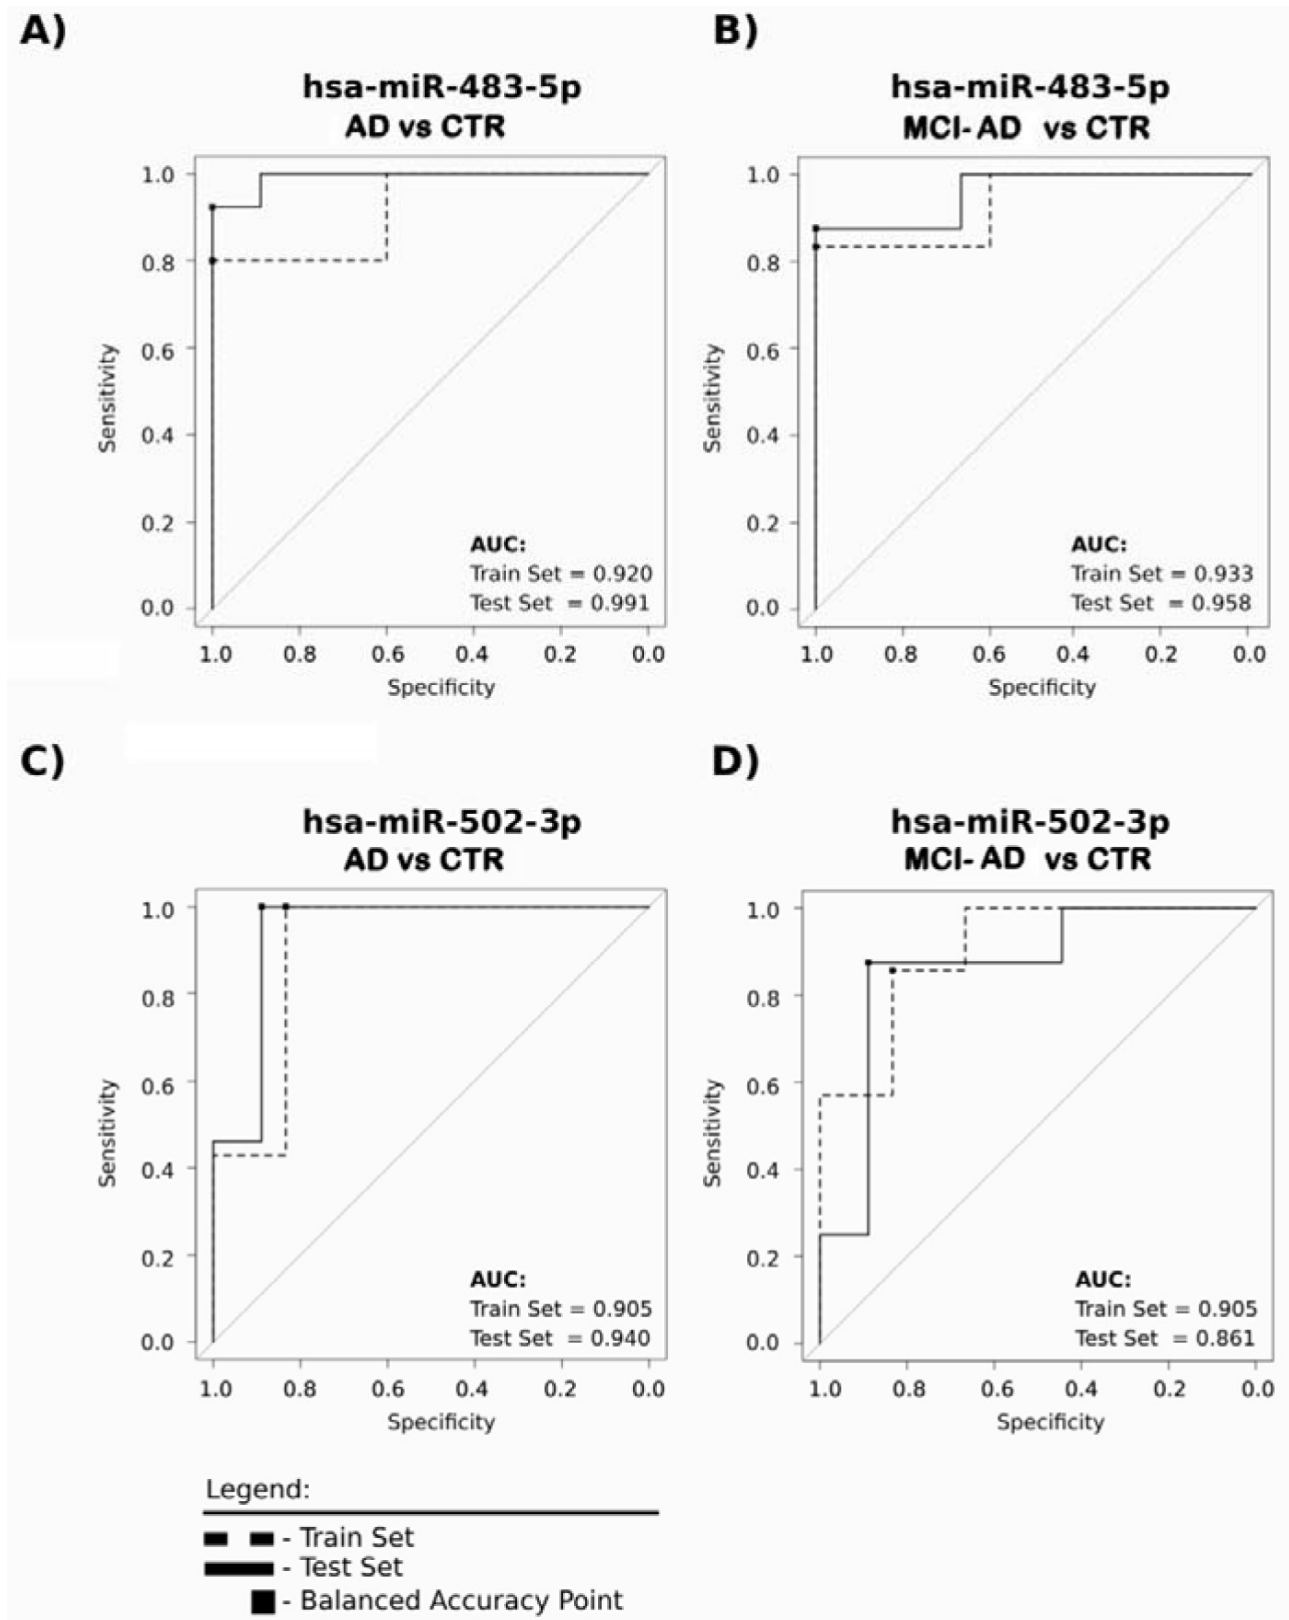 A)
hsa-miR-483-5p
AD vs CTR
1.0
0.8
0.6
0.4
0.2
0.0
Sensitivity
AUC:
Train Set = 0.920
Test Set = 0.991
1.0 0.8 0.6 0.4 0.2 0.0
Specificity
B)
hsa-miR-483-5p
MCI- AD vs CTR
1.0
0.8
0.6
0.4
0.2
0.0
Sensitivity
AUC:
Train Set = 0.933
Test Set = 0.958
1.0 0.8 0.6 0.4 0.2 0.0
Specificity
C)
hsa-miR-502-3p
AD vs CTR
1.0
0.8
0.6
0.4
0.2
0.0
Sensitivity
AUC:
Train Set = 0.905
Test Set = 0.940
1.0 0.8 0.6 0.4 0.2 0.0
Specificity
D)
hsa-miR-502-3p
MCI- AD vs CTR
1.0
0.8
0.6
0.4
0.2
0.0
Sensitivity
AUC:
Train Set = 0.905
Test Set = 0.861
1.0 0.8 0.6 0.4 0.2 0.0
Specificity
Legend:
- Train Set
- Test Set
- Balanced Accuracy Point